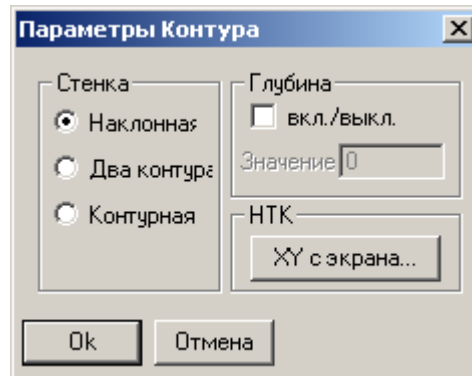 Параметры Контура
Стенка
Наклонная
Два контура
Контурная
Глубина
вкл./выкл.
Значение 0
НТК
XY с экрана...
Ok
Отмена